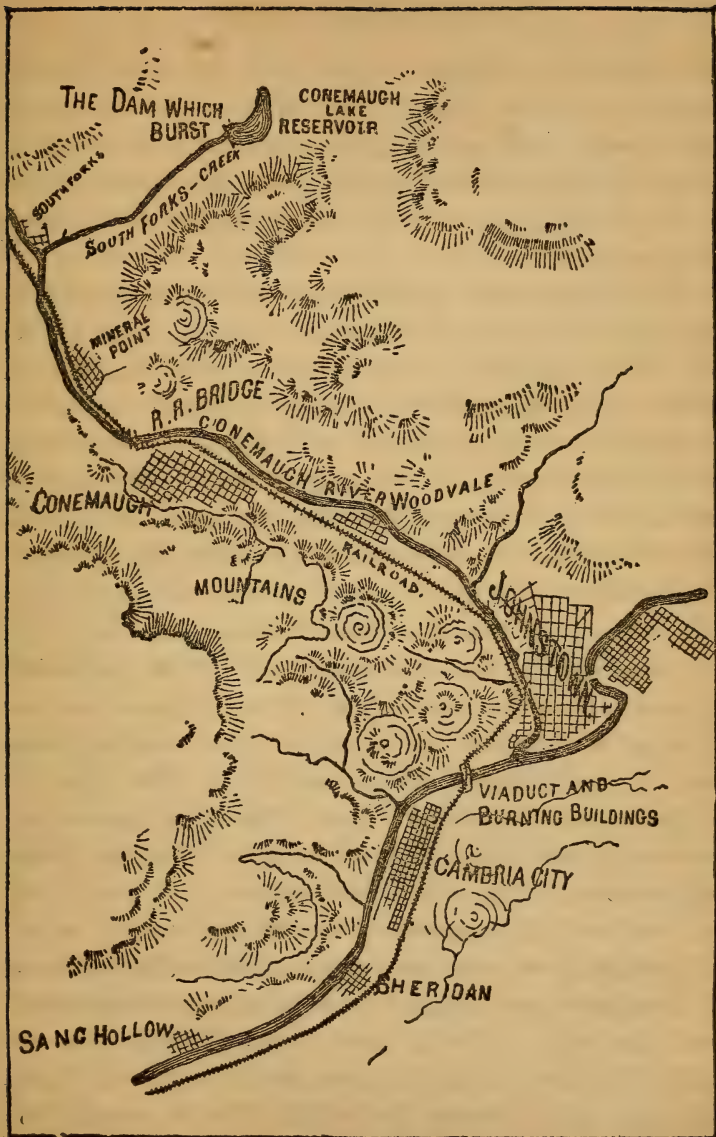 THE DAM WHICH
BURST
CONEMAUGH
LAKE
RESERVOIR
SOUTH FORKS
SOUTH FORKS-CREEK
MINERAL
POINT
R.R. BRIDGE
CONEMAUGH RIVER
WOODVALE
CONEMAUGH
RAILROAD.
MOUNTAINS
JOHNSTOWN
VIADUCT AND
BURNING BUILDINGS
CAMBRIA CITY
SHERIDAN
SANG HOLLOW